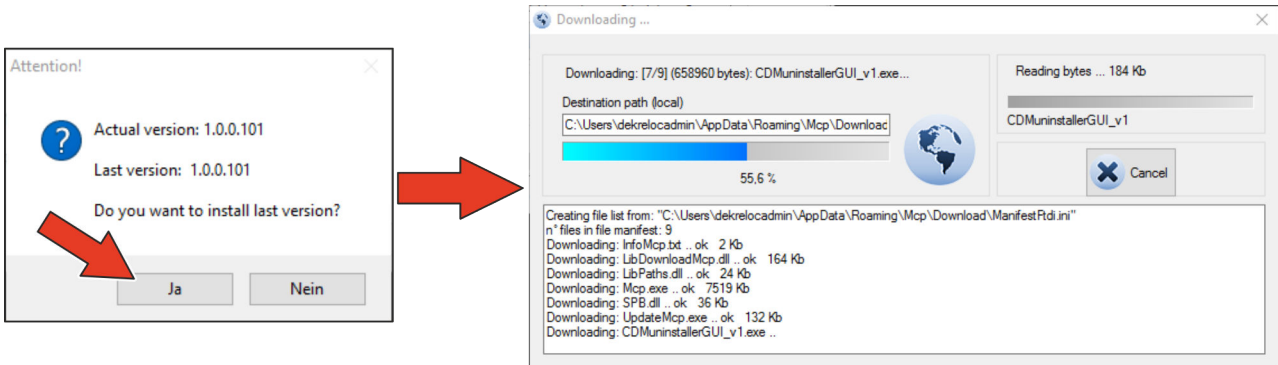 Attention!
Actual version: 1.0.0.101
Last version: 1.0.0.101
Do you want to install last version?
Ja
Nein
Downloading ...
Downloading: [7/9] (658960 bytes): CDMuninstallerGUI_v1.exe...
Destination path (local)
C:\Users\dekrelocadmin\AppData\Roaming\Mcp\Download
55,6 %
Reading bytes ... 184 Kb
CDMuninstallerGUI_v1
Cancel
Creating file list from: "C:\Users\dekrelocadmin\AppData\Roaming\Mcp\Download\ManifestFtdi.ini"
n° files in file manifest: 9
Downloading: InfoMcp.txt .. ok 2 Kb
Downloading: LibDownloadMcp.dll .. ok 164 Kb
Downloading: LibPaths.dll .. ok 24 Kb
Downloading: Mcp.exe .. ok 7519 Kb
Downloading: SPB.dll .. ok 36 Kb
Downloading: UpdateMcp.exe .. ok 132 Kb
Downloading: CDMuninstallerGUI_v1.exe ..